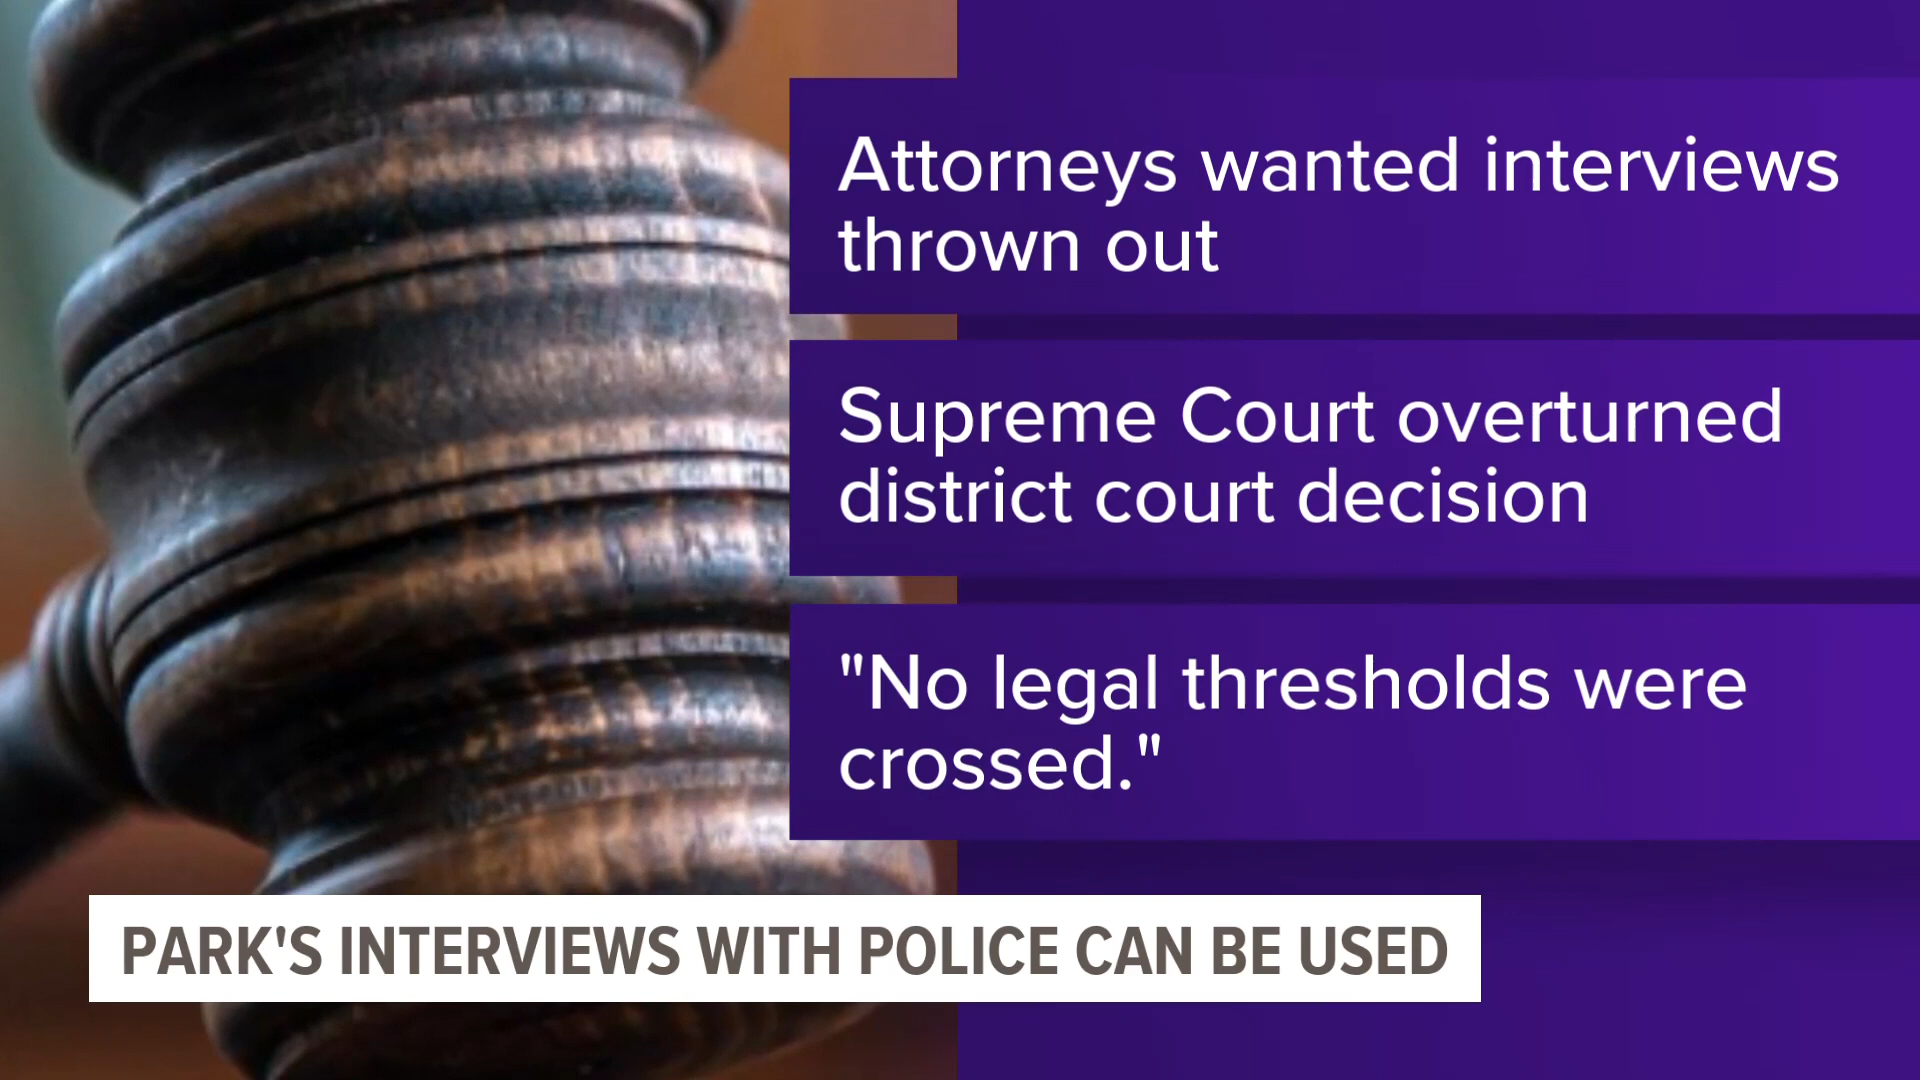 Attorneys wanted interviews
thrown out
Supreme Court overturned
district court decision
"No legal thresholds were
crossed."
PARK'S INTERVIEWS WITH POLICE CAN BE USED